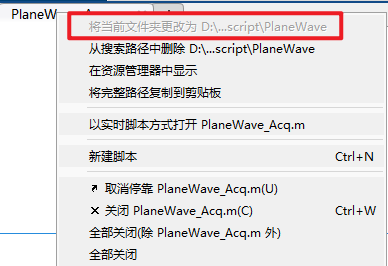 PlaneW
将当前文件夹更改为 D:\...script\PlaneWave
从搜索路径中删除 D:\...script\PlaneWave
在资源管理器中显示
将完整路径复制到剪贴板
以实时脚本方式打开 PlaneWave_Acq.m
新建脚本 Ctrl+N
取消停靠 PlaneWave_Acq.m(U)
关闭 PlaneWave_Acq.m(C) Ctrl+W
全部关闭(除 PlaneWave_Acq.m 外)
全部关闭